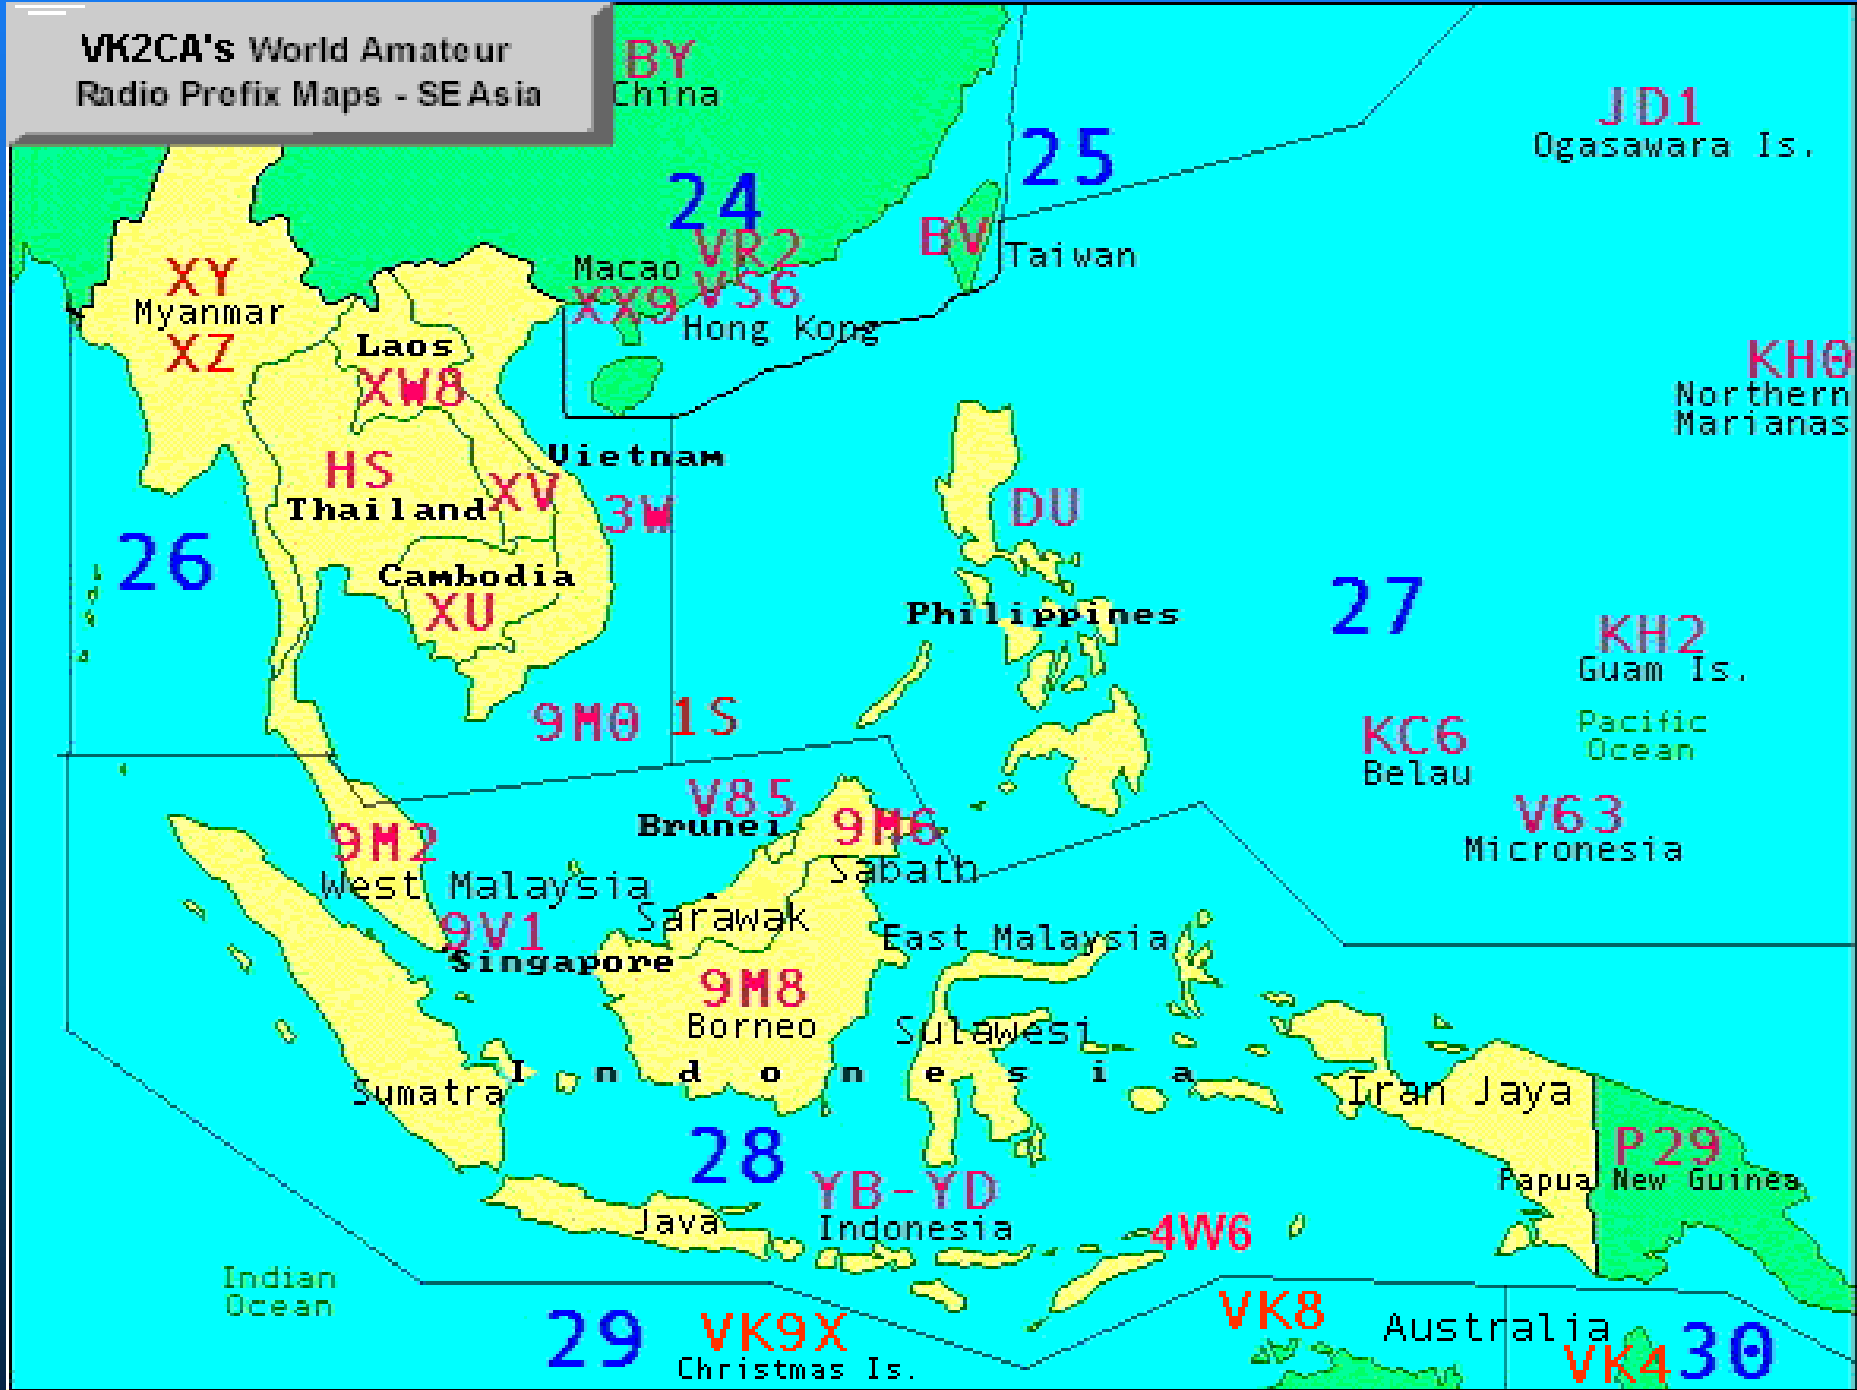 VK2CA's World Amateur
Radio Prefix Maps - SE Asia
BY
China
JD1
Ogasawara Is.
25
24
VR2
BV
Taiwan
Macao
XY
VS6
XX9
Myanmar
Hong Kong
XZ
Laos
KH0
XW8
Northern
Marianas
Vietnam
HS
XV
Thailand
3W
DU
26
Cambodia
XU
Philippines
27
KH2
Guam Is.
9M0 1S
Pacific
Ocean
KC6
Belau
V85
Brunei
9M6
V63
Micronesia
9M2
Sabath
West Malaysia
Sarawak
9V1
East Malaysia
Singapore
9M8
Borneo
Sulawesi
Indonesia
Sumatra
Iran Jaya
28
P29
Papua New Guinea
YB-YD
Indonesia
Java
4W6
Indian
Ocean
29
VK9X
Christmas Is.
VK8
Australia
VK4
30